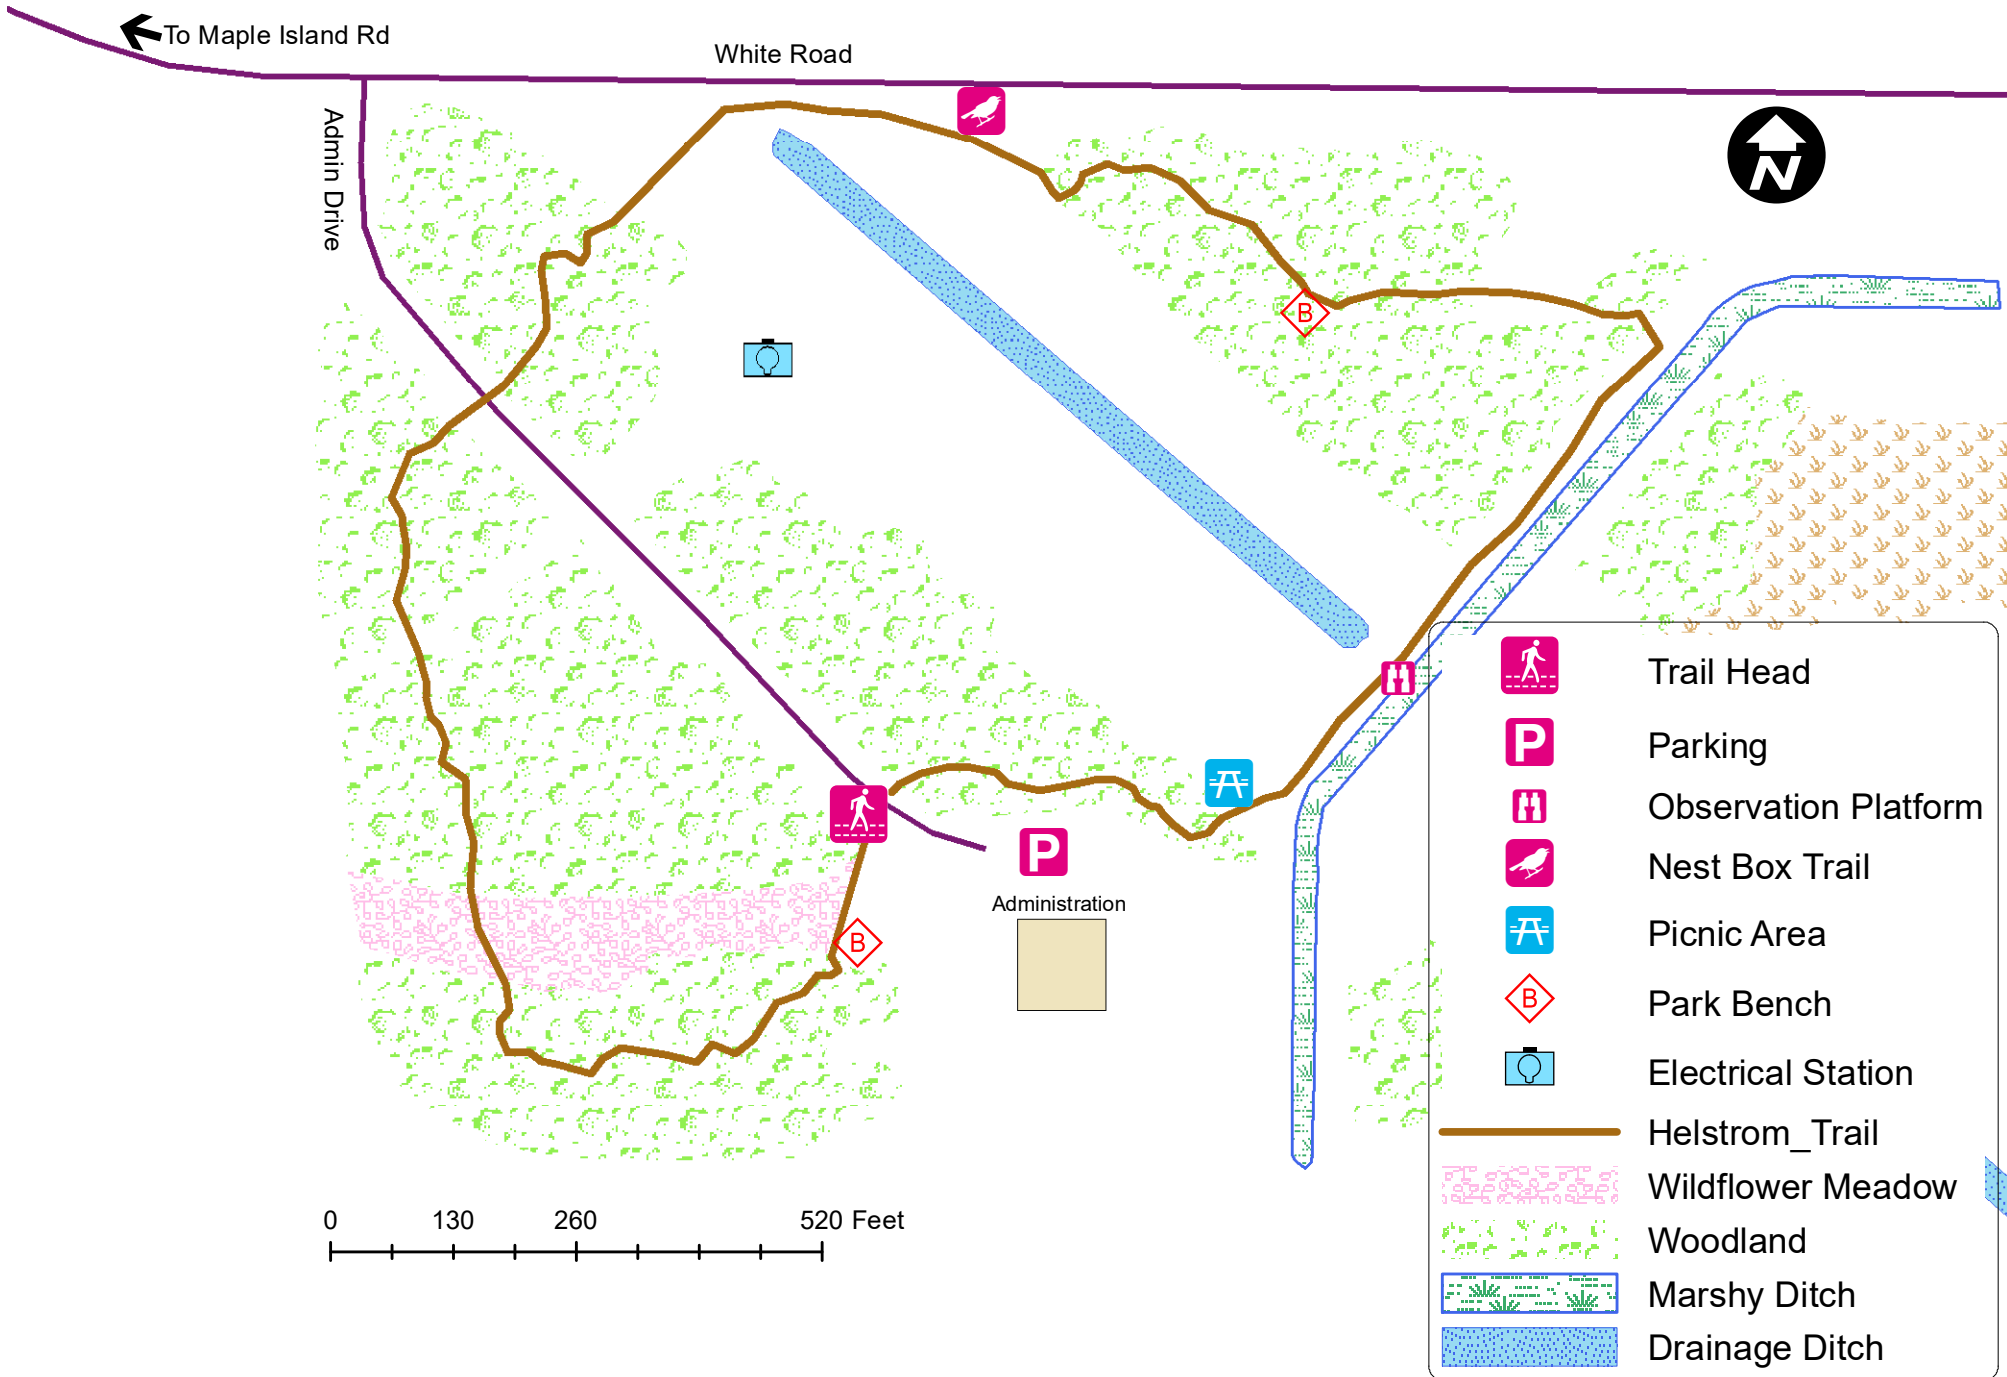 To Maple Island Rd
White Road
Admin Drive
N
B
B
P
Administration
Trail Head
P Parking
Observation Platform
Nest Box Trail
Picnic Area
B Park Bench
Electrical Station
Helstrom_Trail
Wildflower Meadow
Woodland
Marshy Ditch
Drainage Ditch
0 130 260 520 Feet